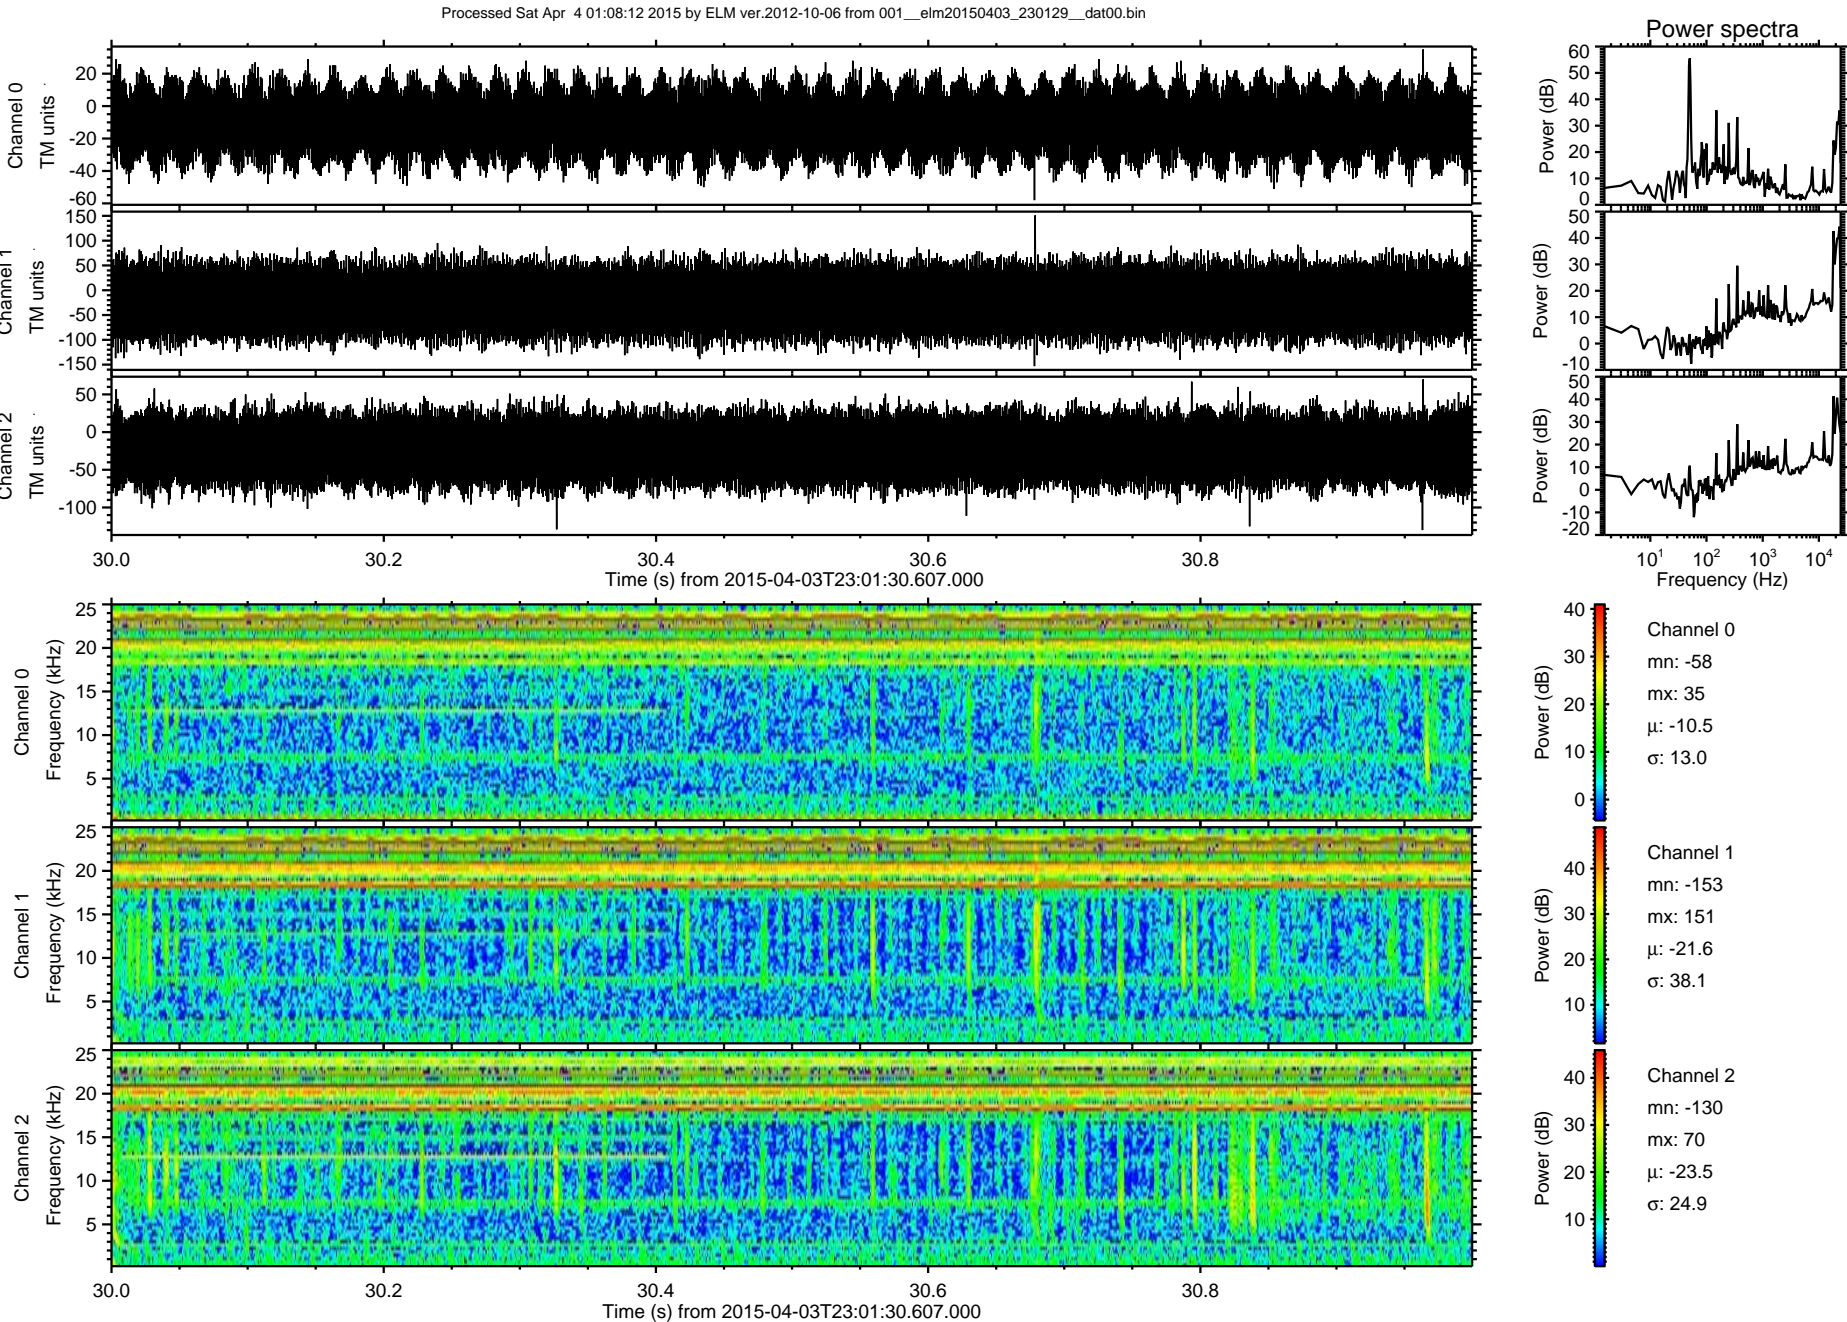 Processed Sat Apr  4 01:08:12 2015 by ELM ver.2012-10-06 from 001__elm20150403_230129__dat00.bin
Power spectra
Channel 0
TM units
20
0
-20
-40
-60
Power (dB)
60
50
40
30
20
10
0
Channel 1
TM units
150
100
50
0
-50
-100
-150
Power (dB)
50
40
30
20
10
0
-10
Channel 2
TM units
50
0
-50
-100
Power (dB)
50
40
30
20
10
0
-10
-20
30.0 30.2 30.4 30.6 30.8
Time (s) from 2015-04-03T23:01:30.607.000
10¹ 10² 10³ 10⁴
Frequency (Hz)
Channel 0
Frequency (kHz)
25
20
15
10
5
Power (dB)
40
30
20
10
0
Channel 0
mn: -58
mx: 35
μ: -10.5
σ: 13.0
Channel 1
Frequency (kHz)
25
20
15
10
5
Power (dB)
40
30
20
10
Channel 1
mn: -153
mx: 151
μ: -21.6
σ: 38.1
Channel 2
Frequency (kHz)
25
20
15
10
5
Power (dB)
40
30
20
10
Channel 2
mn: -130
mx: 70
μ: -23.5
σ: 24.9
30.0 30.2 30.4 30.6 30.8
Time (s) from 2015-04-03T23:01:30.607.000